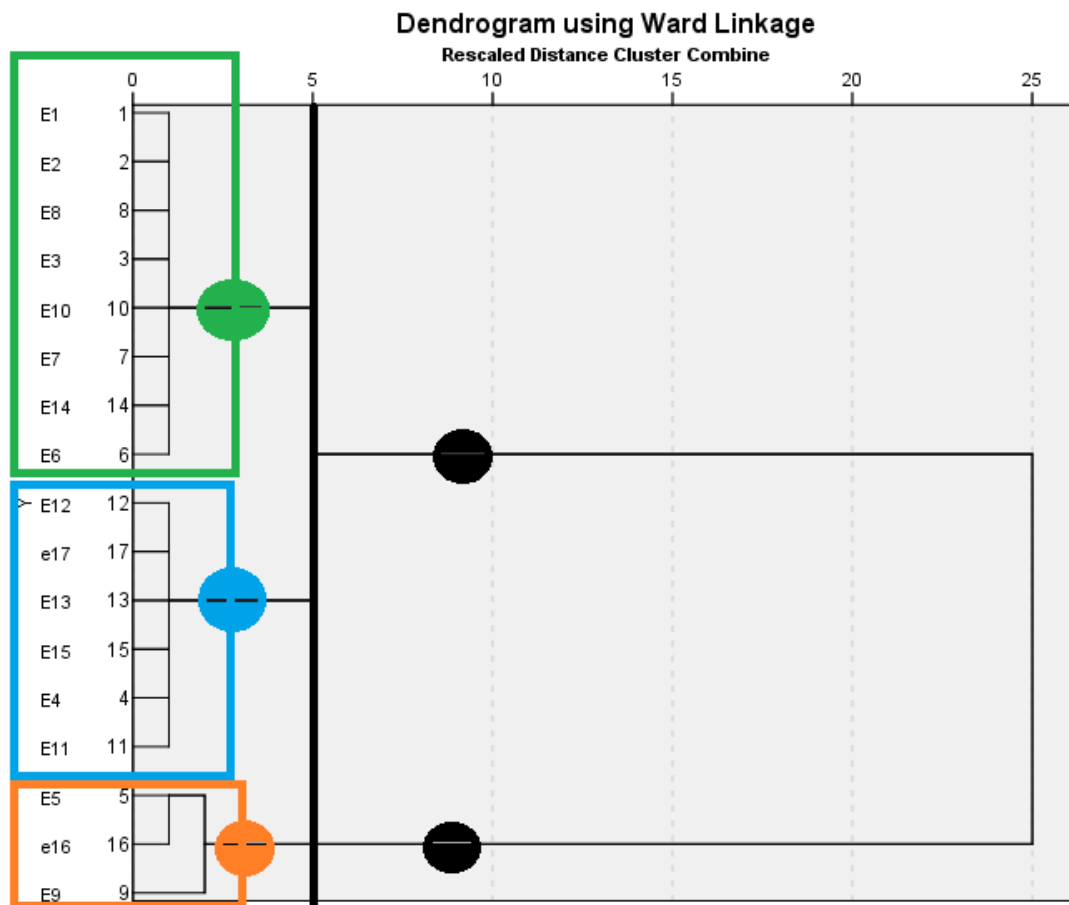 Dendrogram using Ward Linkage
Rescaled Distance Cluster Combine
0 5 10 15 20 25
E1 1
E2 2
E8 8
E3 3
E10 10
E7 7
E14 14
E6 6
E12 12
e17 17
E13 13
E15 15
E4 4
E11 11
E5 5
e16 16
E9 9